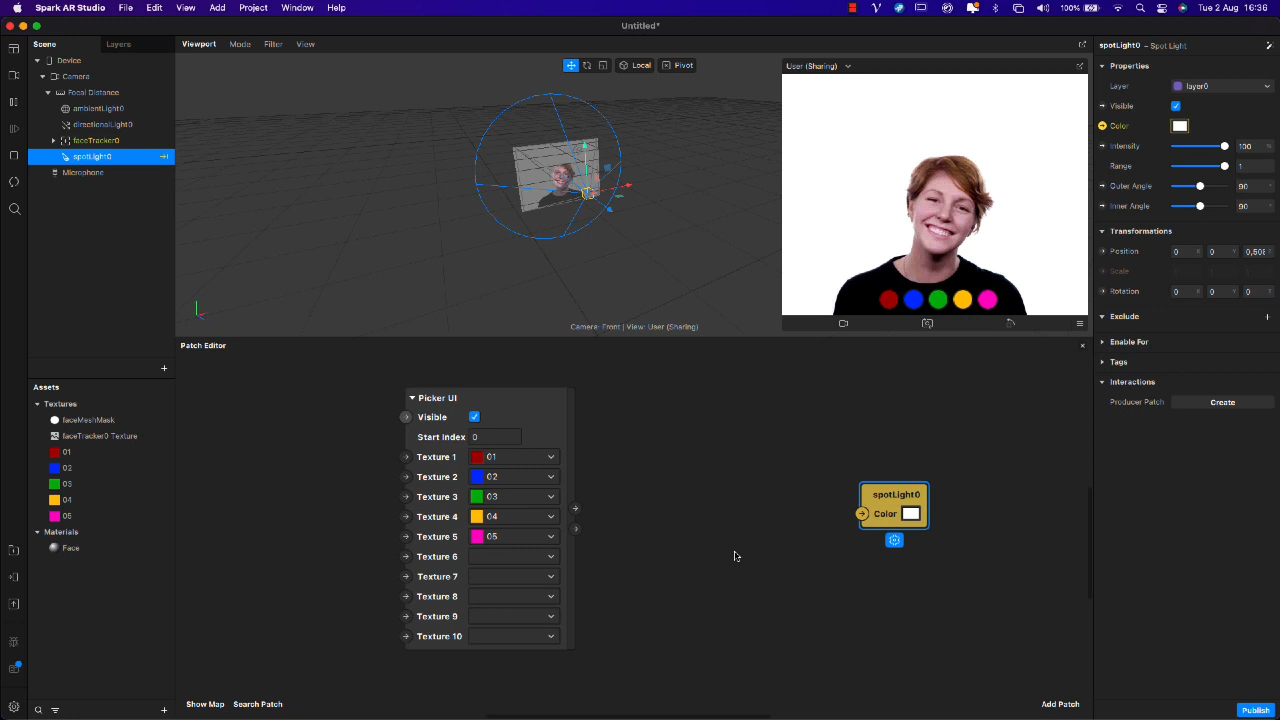 Spark AR Studio File Edit View Add Project Window Help 100% Tue 2 Aug 16:36
Untitled*
Scene Layers
Device
Camera
Focal Distance
ambientLight0
directionalLight0
faceTracker0
spotLight0
Microphone
Assets
Textures
faceMeshMask
faceTracker0 Texture
01
02
03
04
05
Materials
Face
Viewport Mode Filter View
Local Pivot
User (Sharing)
Camera: Front | View: User (Sharing)
Patch Editor
Picker UI
Visible
Start Index 0
Texture 1 01
Texture 2 02
Texture 3 03
Texture 4 04
Texture 5 05
Texture 6
Texture 7
Texture 8
Texture 9
Texture 10
spotLight0
Color
Show Map Search Patch Add Patch
spotLight0 – Spot Light
Properties
Layer layer0
Visible
Color
Intensity 100 %
Range 1
Outer Angle 90 °
Inner Angle 90 °
Transformations
Position 0 X 0 Y 0,508 Z
Scale 1 X 1 Y 1 Z
Rotation 0 X 0 Y 0 Z
Exclude
Enable For
Tags
Interactions
Producer Patch Create
Publish